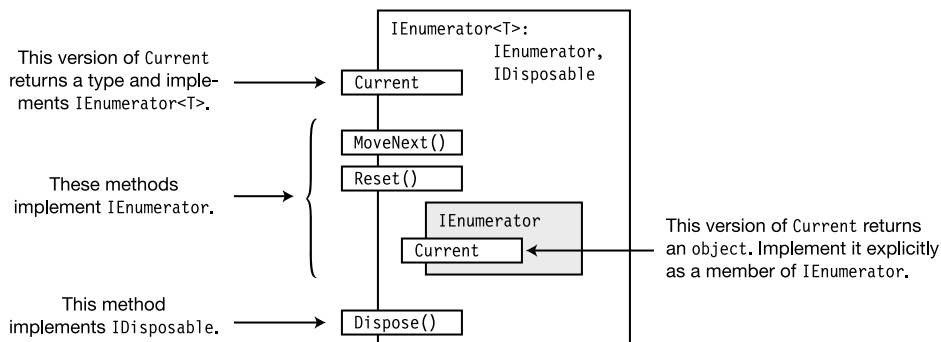 IEnumerator<T>:
IEnumerator,
IDisposable
This version of Current
returns a type and imple-
ments IEnumerator<T>.
Current
MoveNext()
Reset()
These methods
implement IEnumerator.
IEnumerator
Current
This version of Current returns
an object. Implement it explicitly
as a member of IEnumerator.
This method
implements IDisposable.
Dispose()